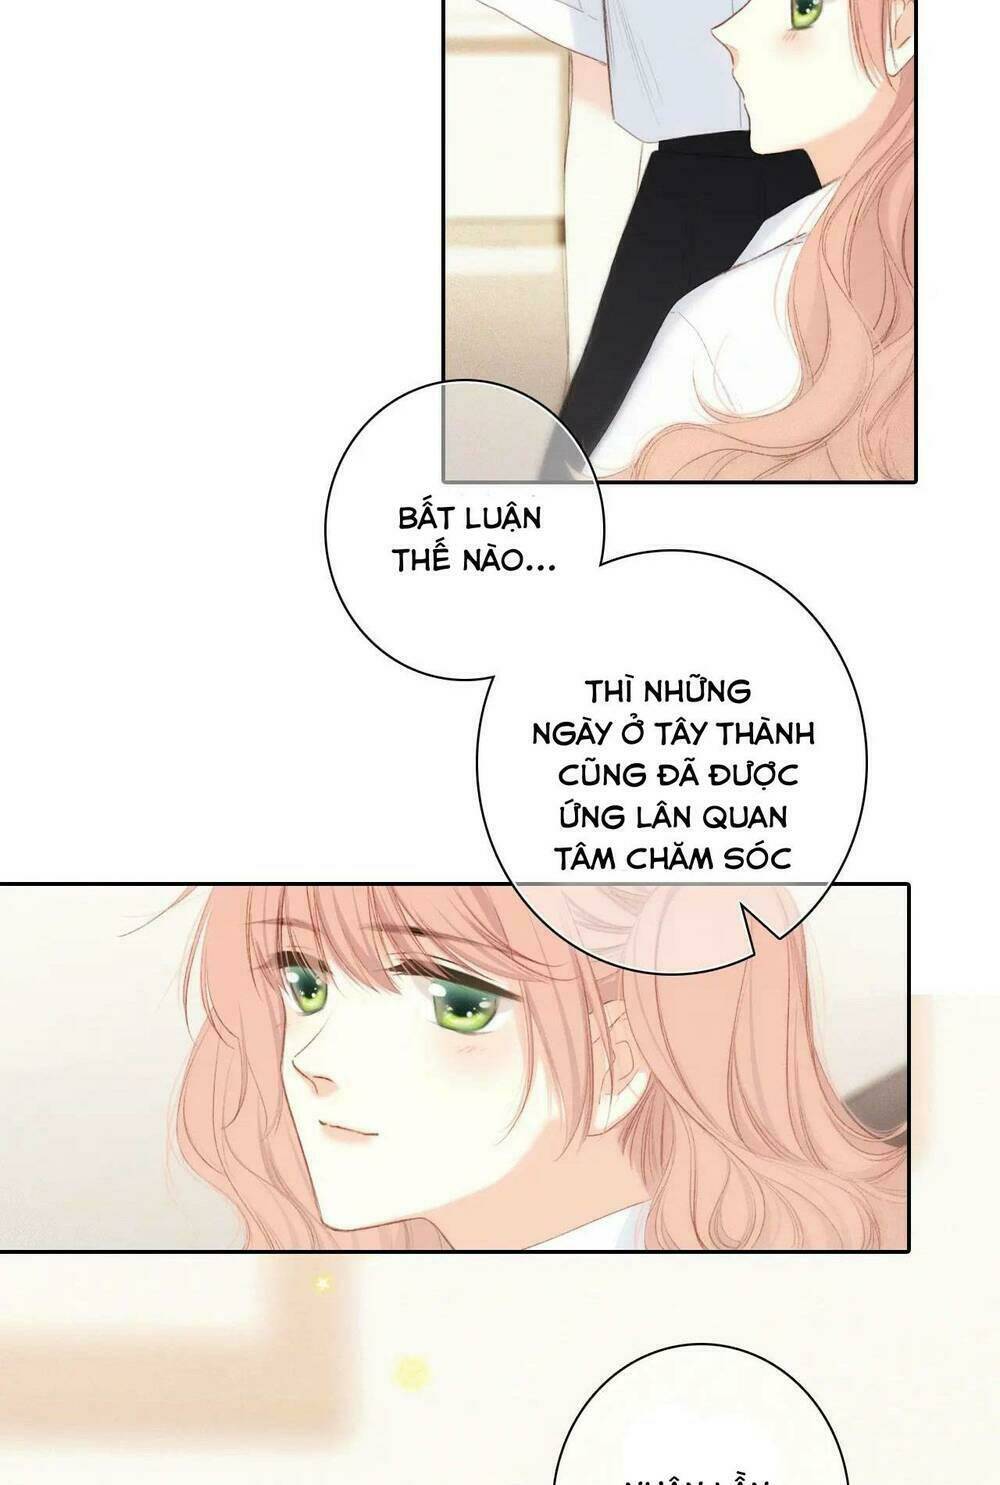 BẤT LUẬN
THẾ NÀO...
THÌ NHỮNG
NGÀY Ở TÂY THÀNH
CŨNG ĐÃ ĐƯỢC
ỨNG LÂN QUAN
TÂM CHĂM SÓC